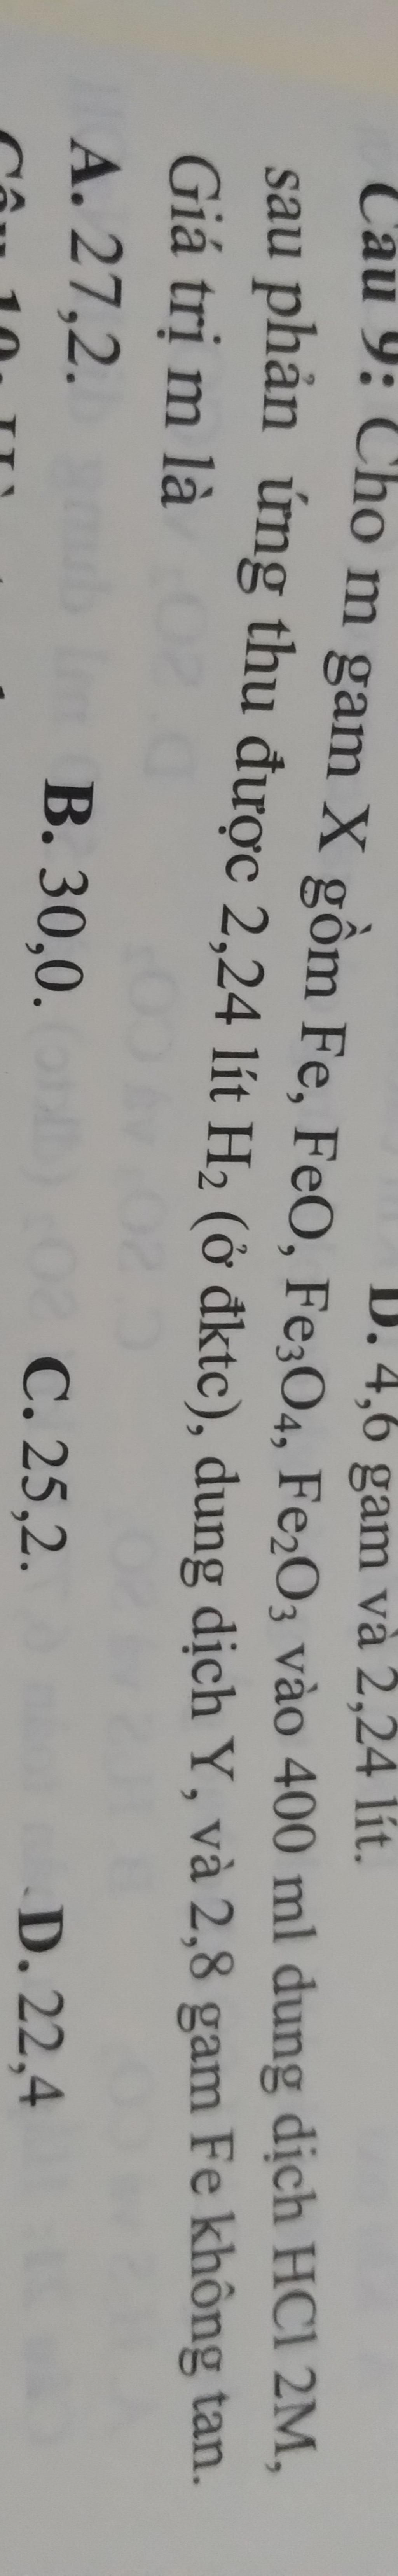 D. 4,6 gam và 2,24 lít.
Câu 9: Cho m gam X gồm Fe, FeO, Fe₃O₄, Fe₂O₃ vào 400 ml dung dịch HCl 2M,
sau phản ứng thu được 2,24 lít H₂ (ở đktc), dung dịch Y, và 2,8 gam Fe không tan.
Giá trị m là
A. 27,2. B. 30,0. C. 25,2. D. 22,4